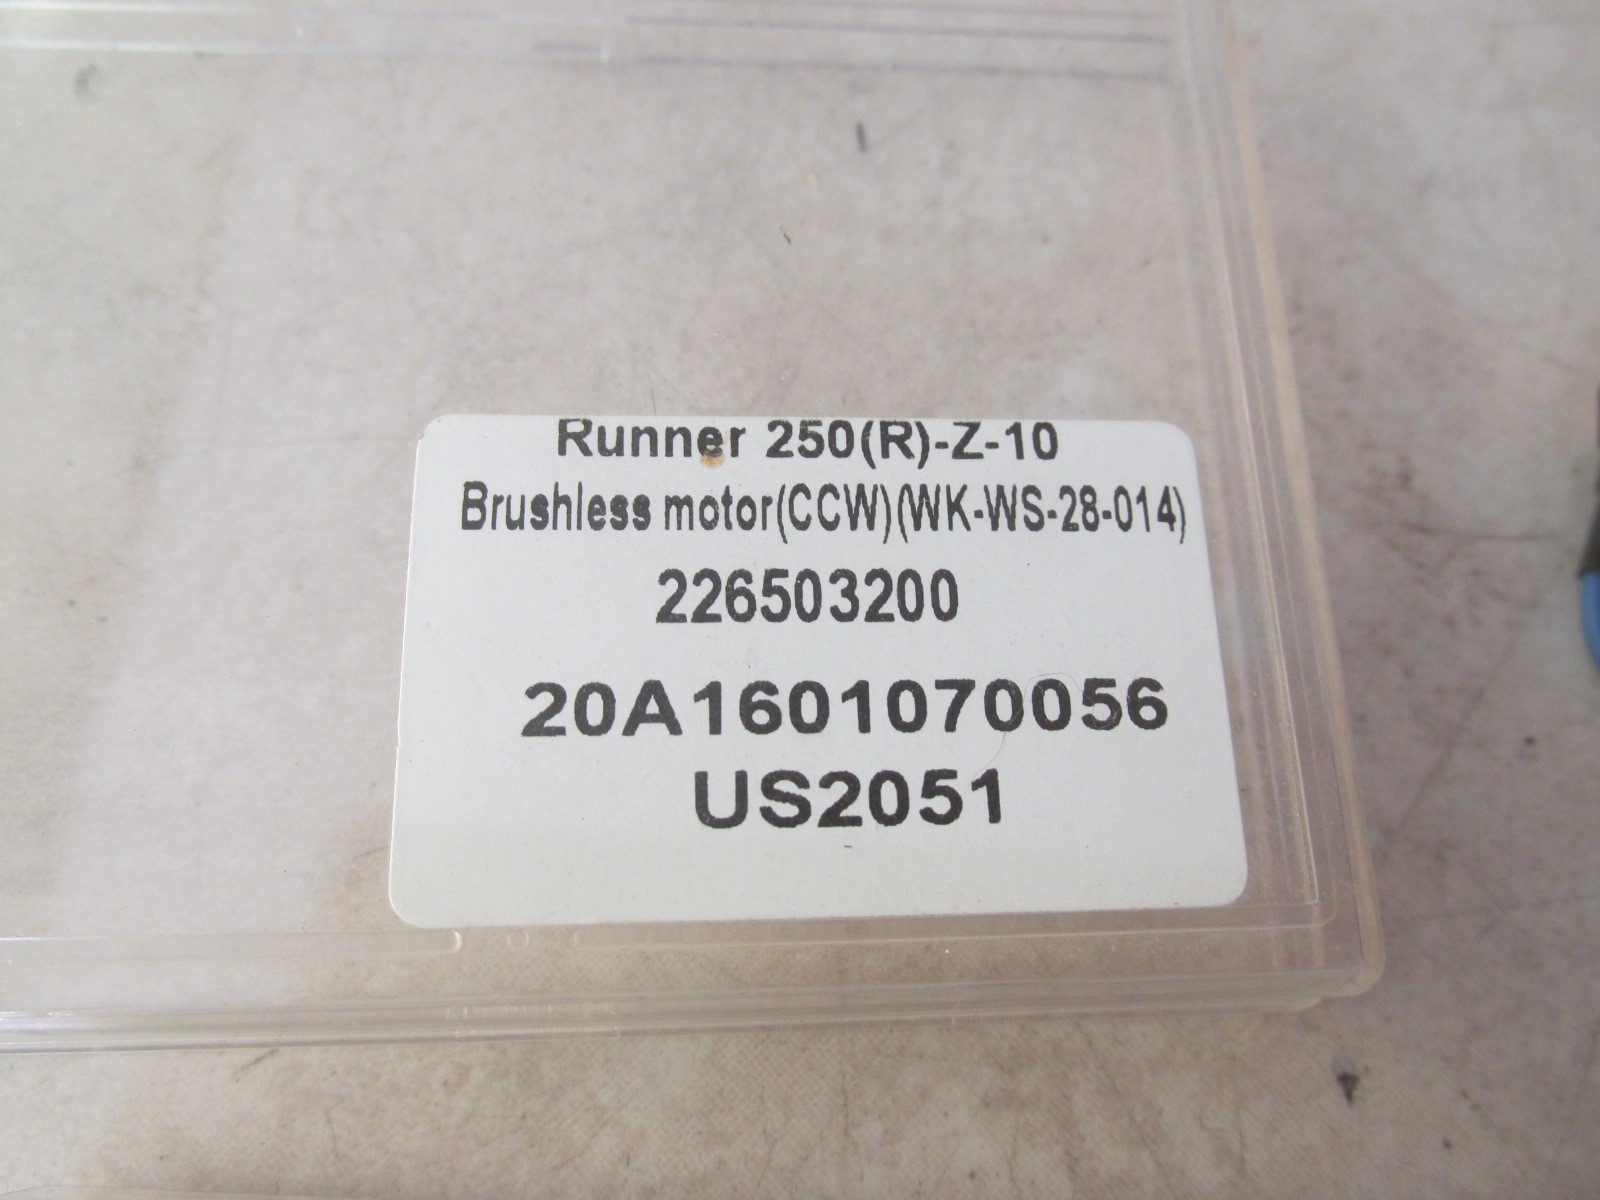 Runner 250(R)-Z-10
Brushless motor(CCW)(WK-WS-28-014)
226503200
20A1601070056
US2051